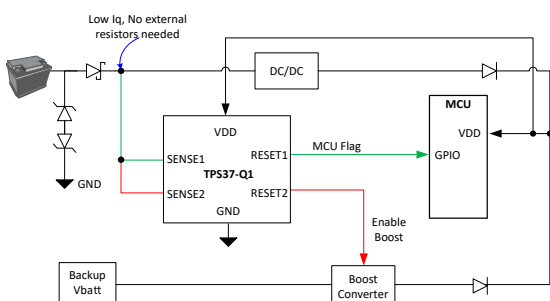 Low Iq, No external
resistors needed
DC/DC
MCU
VDD
VDD
GPIO
SENSE1
RESET1
MCU Flag
TPS37-Q1
SENSE2
RESET2
GND
GND
Enable
Boost
Backup
Vbatt
Boost
Converter